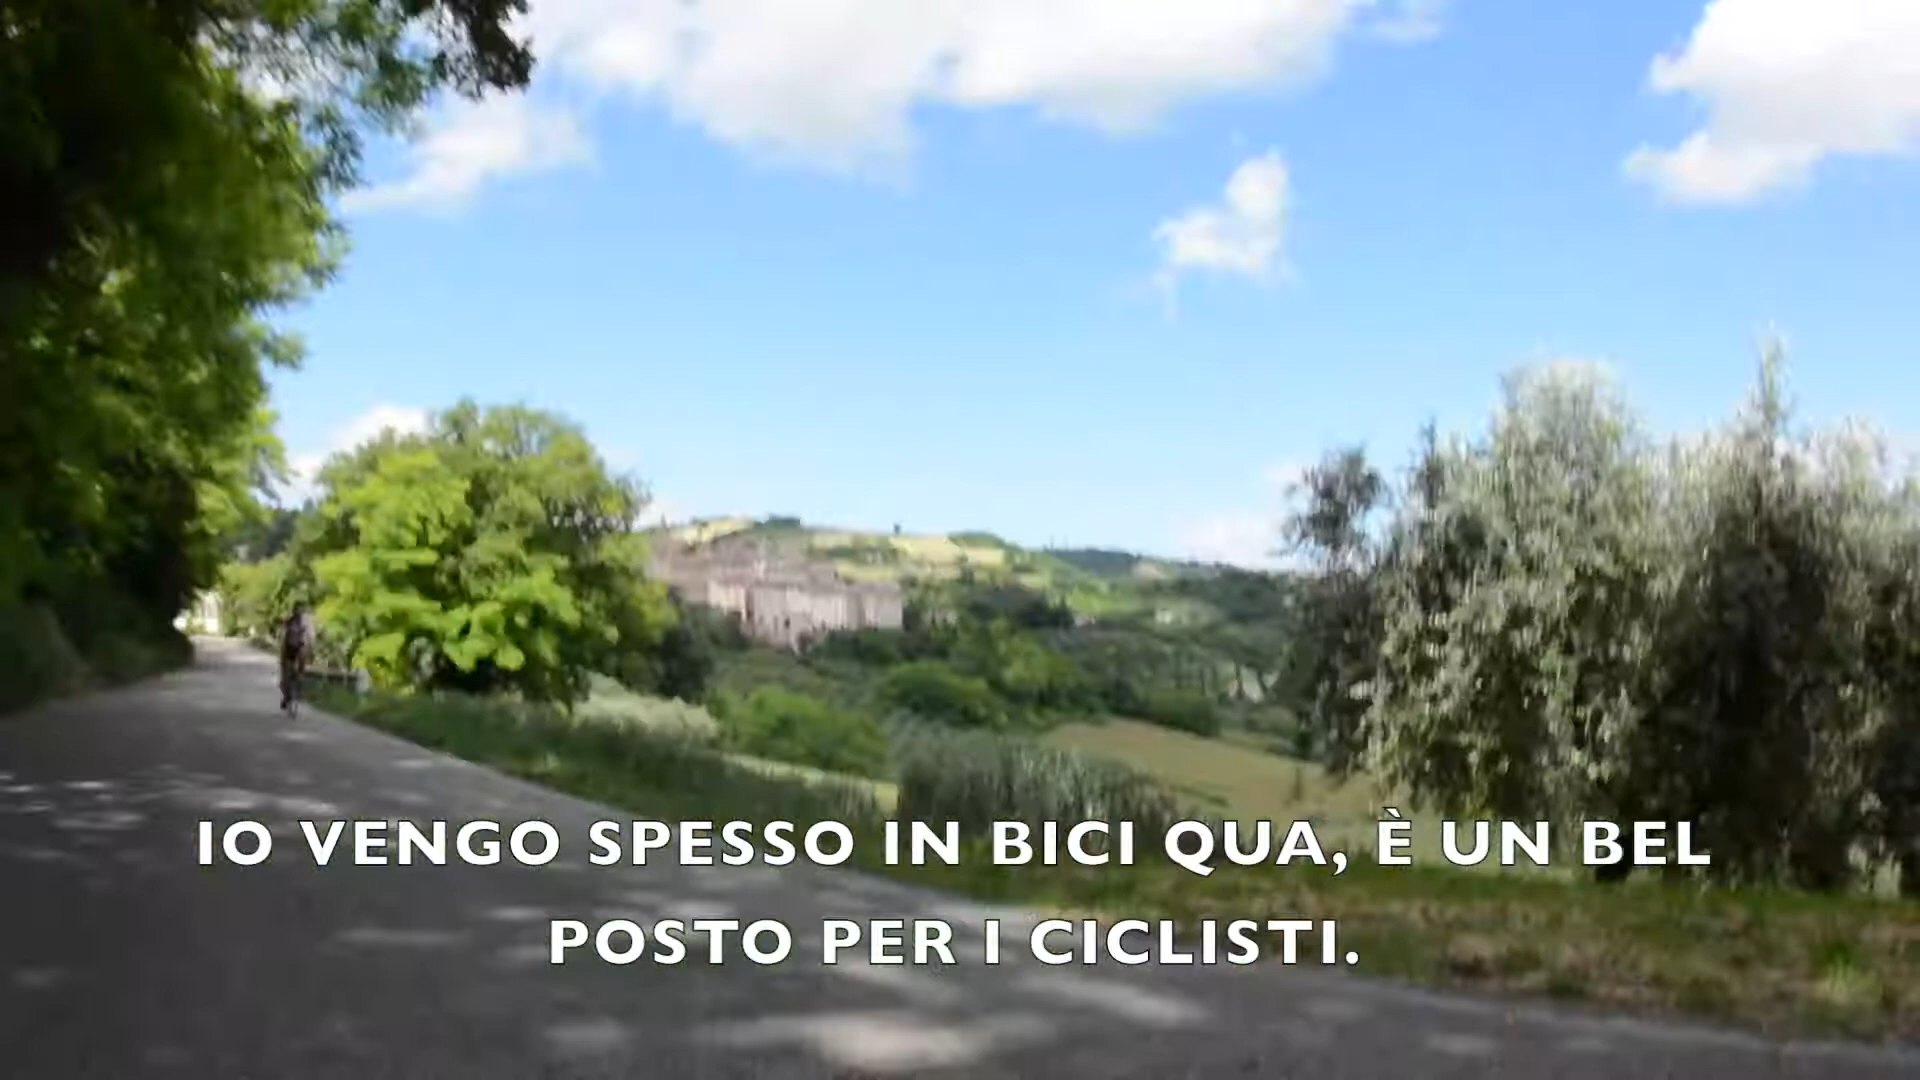 IO VENGO SPESSO IN BICI QUA, È UN BEL
POSTO PER I CICLISTI.